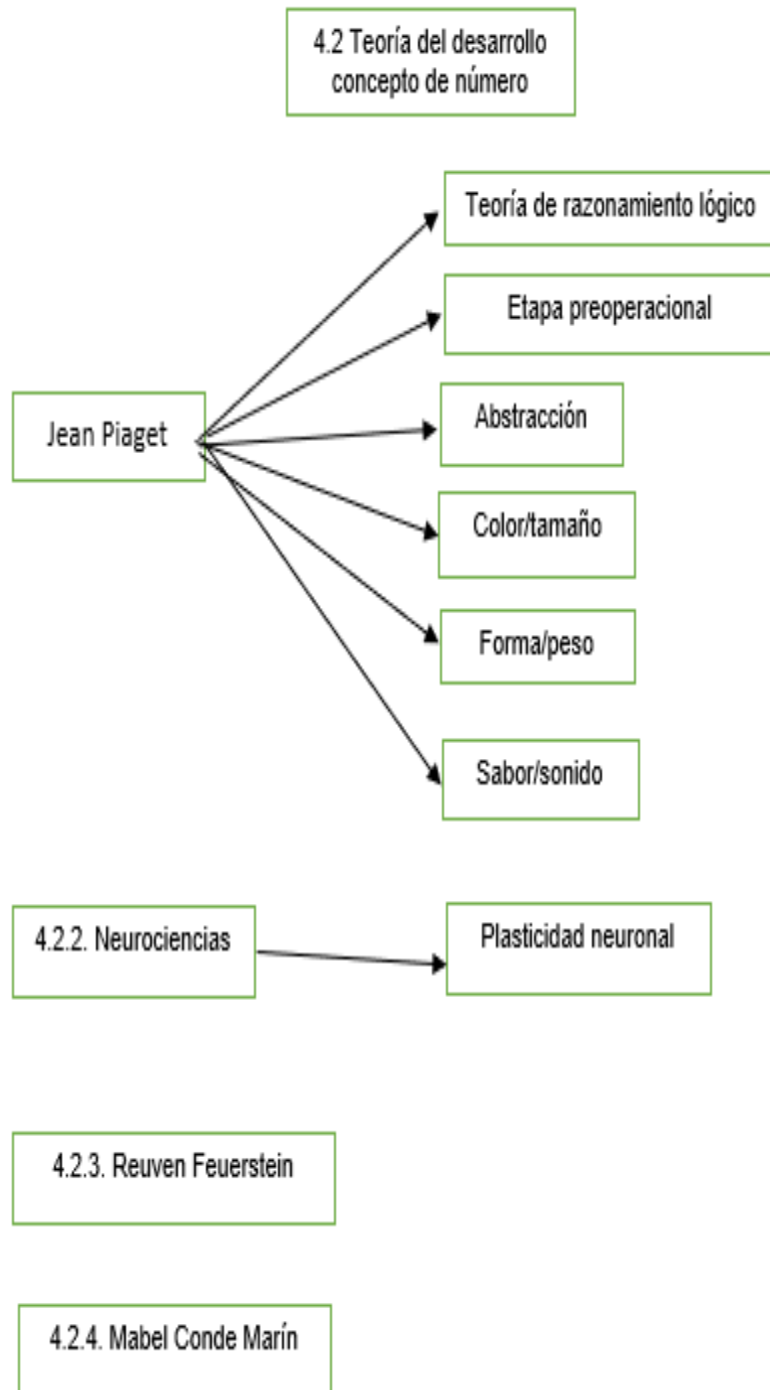 4.2 Teoría del desarrollo
concepto de número
Teoría de razonamiento lógico
Etapa preoperacional
Jean Piaget
Abstracción
Color/tamaño
Forma/peso
Sabor/sonido
4.2.2. Neurociencias
Plasticidad neuronal
4.2.3. Reuven Feuerstein
4.2.4. Mabel Conde Marín